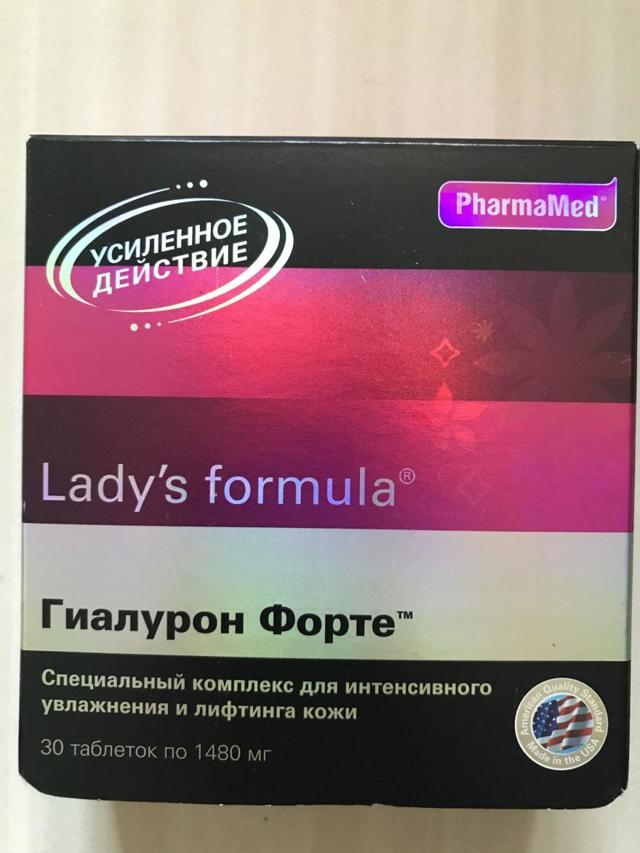 УСИЛЕННОЕ
ДЕЙСТВИЕ
PharmaMed®
Lady's formula®
Гиалурон Форте™
Специальный комплекс для интенсивного
увлажнения и лифтинга кожи
30 таблеток по 1480 мг
American Quality Standard
Made in the USA